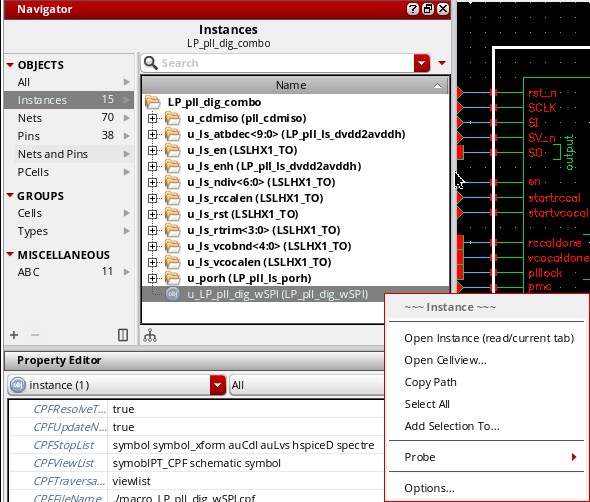 Navigator
Instances
LP_pll_dig_combo
OBJECTS
All
Instances 15
Nets 70
Pins 38
Nets and Pins
PCells
GROUPS
Cells
Types
MISCELLANEOUS
ABC 11
Search
Name
LP_pll_dig_combo
u_cdmiso (pll_cdmiso)
u_ls_atbdec<9:0> (LP_pll_ls_dvdd2avddh)
u_ls_en (LSLHX1_TO)
u_ls_enh (LP_pll_ls_dvdd2avddh)
u_ls_ndiv<6:0> (LSLHX1_TO)
u_ls_rccalen (LSLHX1_TO)
u_ls_rst (LSLHX1_TO)
u_ls_rtrim<3:0> (LSLHX1_TO)
u_ls_vcobnd<4:0> (LSLHX1_TO)
u_ls_vcocalen (LSLHX1_TO)
u_porh (LP_pll_ls_porh)
obj u_LP_pll_dig_wSPI (LP_pll_dig_wSPI)
rst_n
SCLK
SI
SV_n
SO
output
en
startrccal
startvcocal
rccaldone
vcocaldone
plllock
pmc
~~~ Instance ~~~
Open Instance (read/current tab)
Open Cellview...
Copy Path
Select All
Add Selection To...
Probe
Options...
Property Editor
obj instance (1) All
CPFResolveT... true
CPFUpdateN... true
CPFStopList symbol symbol_xform auCdl auLvs hspiceD spectre
CPFViewList symoblPT_CPF schematic symbol
CPFTraversa... viewlist
CPFFileName ./macro_LP_pll_dig_wSPI.cpf